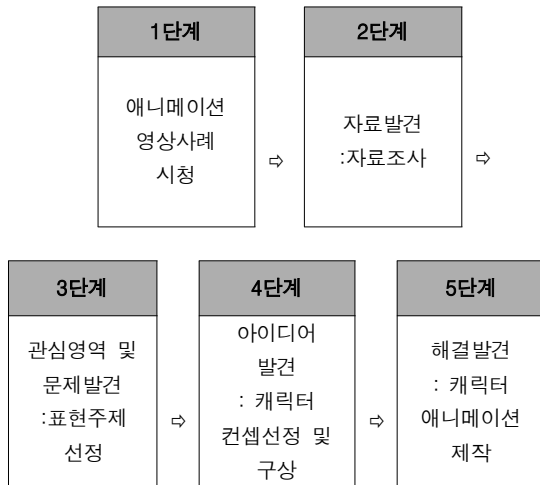 1단계
애니메이션
영상사례
시청
⇨
2단계
자료발견
:자료조사
⇨
3단계
관심영역 및
문제발견
:표현주제
선정
⇨
4단계
아이디어
발견
: 캐릭터
컨셉선정 및
구상
⇨
5단계
해결발견
: 캐릭터
애니메이션
제작